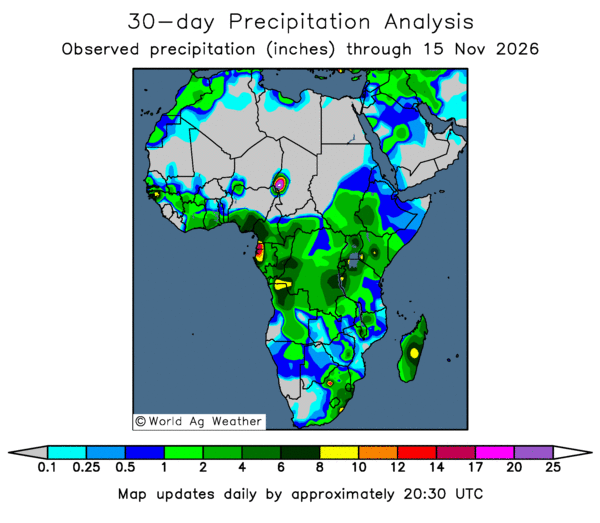 30-day Precipitation Analysis
Observed precipitation (inches) through 15 Nov 2026
© World Ag Weather
0.1 0.25 0.5 1 2 4 6 8 10 12 14 17 20 25
Map updates daily by approximately 20:30 UTC